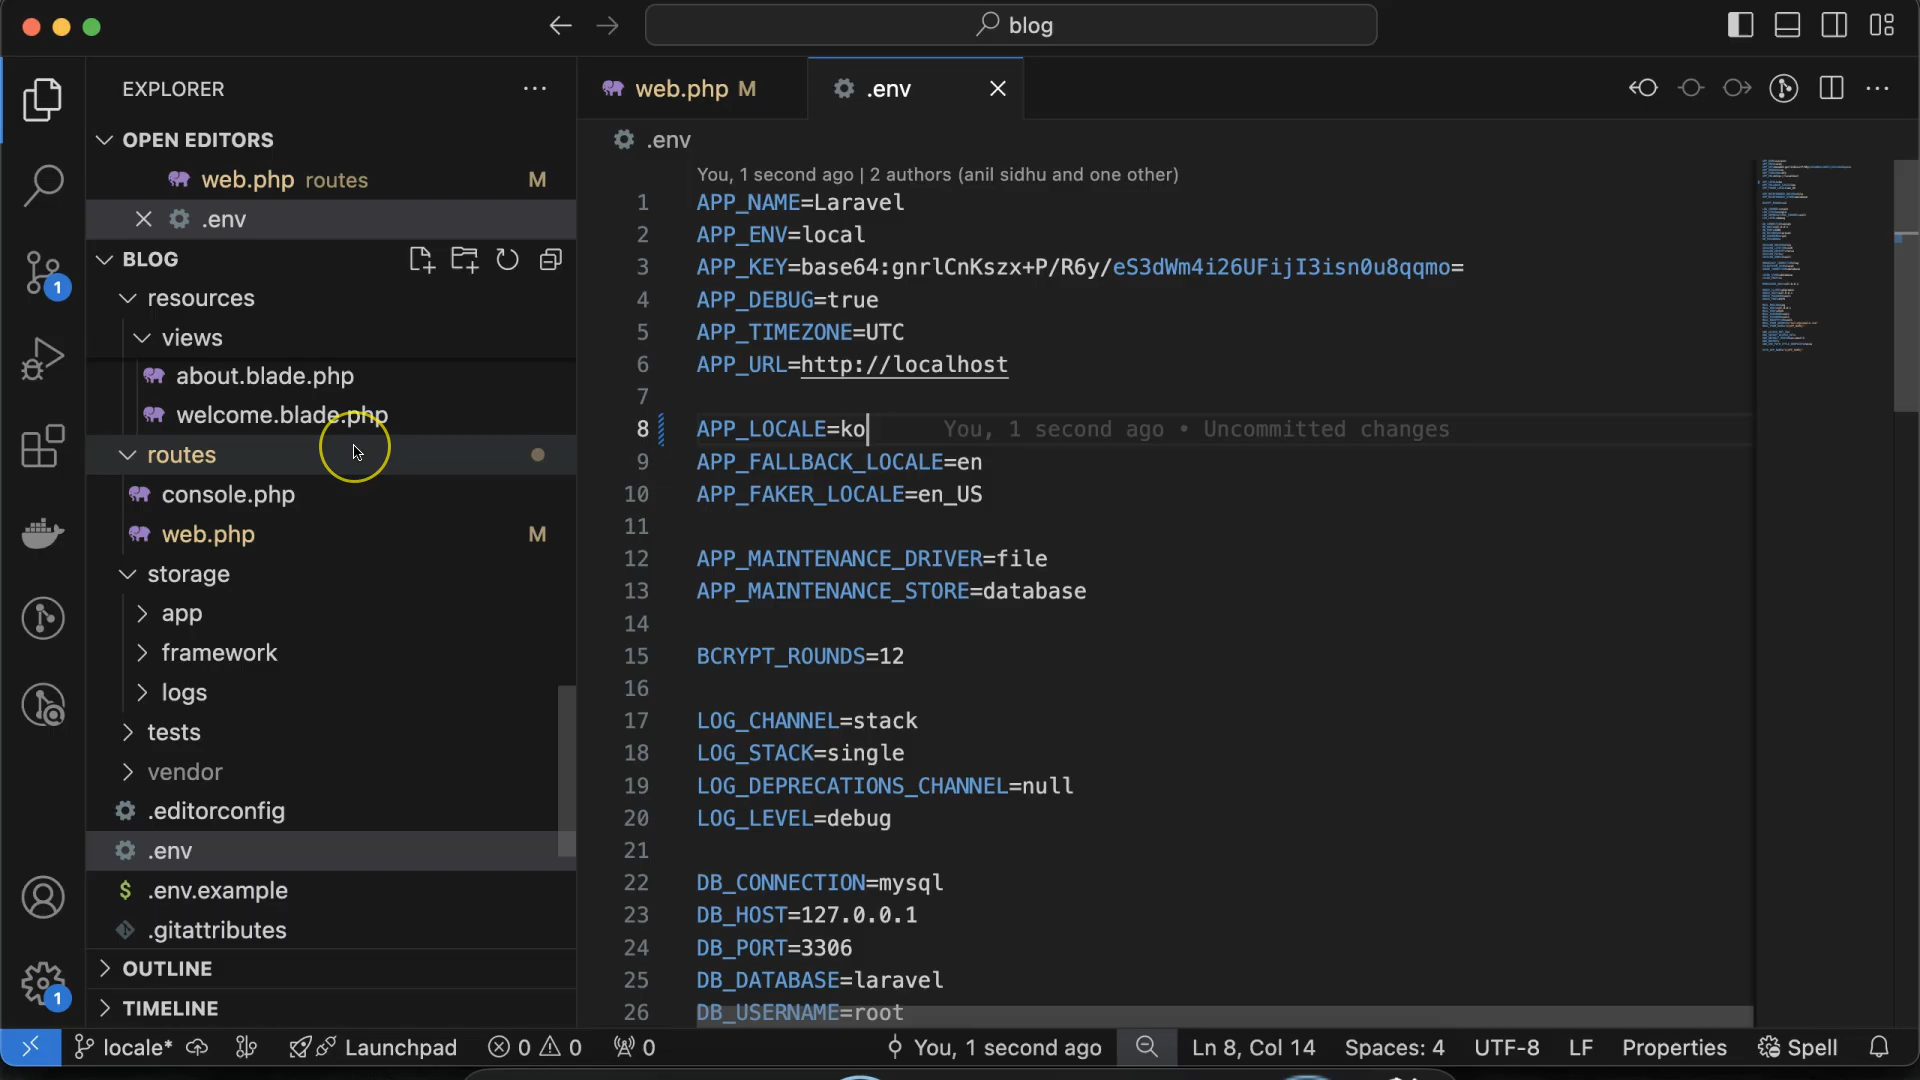 blog
EXPLORER
web.php M
.env
.env
OPEN EDITORS
web.php routes M
.env
BLOG
resources
views
about.blade.php
welcome.blade.php
routes
console.php
web.php M
storage
app
framework
logs
tests
vendor
.editorconfig
.env
.env.example
.gitattributes
OUTLINE
TIMELINE
1
1
You, 1 second ago | 2 authors (anil sidhu and one other)
1 APP_NAME=Laravel
2 APP_ENV=local
3 APP_KEY=base64:gnrlCnKszx+P/R6y/eS3dWm4i26UFijI3isn0u8qqmo=
4 APP_DEBUG=true
5 APP_TIMEZONE=UTC
6 APP_URL=http://localhost
7
8 APP_LOCALE=ko You, 1 second ago • Uncommitted changes
9 APP_FALLBACK_LOCALE=en
10 APP_FAKER_LOCALE=en_US
11
12 APP_MAINTENANCE_DRIVER=file
13 APP_MAINTENANCE_STORE=database
14
15 BCRYPT_ROUNDS=12
16
17 LOG_CHANNEL=stack
18 LOG_STACK=single
19 LOG_DEPRECATIONS_CHANNEL=null
20 LOG_LEVEL=debug
21
22 DB_CONNECTION=mysql
23 DB_HOST=127.0.0.1
24 DB_PORT=3306
25 DB_DATABASE=laravel
26 DB_USERNAME=root
locale* Launchpad 0 0 0 You, 1 second ago Ln 8, Col 14 Spaces: 4 UTF-8 LF Properties Spell